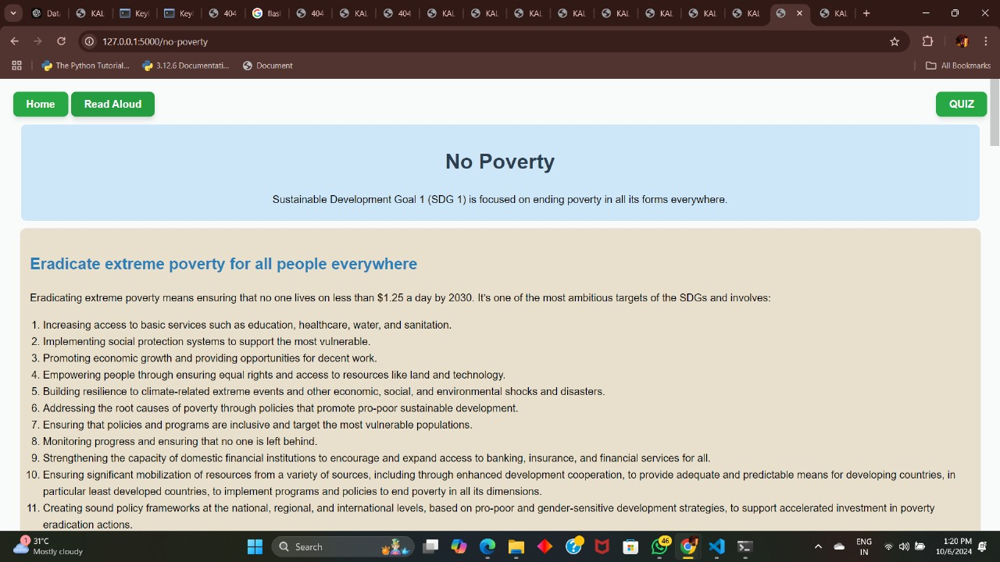 Data
KAL
Keyl
Keyl
404
flasl
404
KAL
404
KAL
KAL
KAL
KAL
KAL
KAL
KAL
KAL
KAL
127.0.0.1:5000/no-poverty
The Python Tutorial...
3.12.6 Documentati...
Document
All Bookmarks
Home
Read Aloud
QUIZ
No Poverty
Sustainable Development Goal 1 (SDG 1) is focused on ending poverty in all its forms everywhere.
Eradicate extreme poverty for all people everywhere
Eradicating extreme poverty means ensuring that no one lives on less than $1.25 a day by 2030. It's one of the most ambitious targets of the SDGs and involves:
1. Increasing access to basic services such as education, healthcare, water, and sanitation.
2. Implementing social protection systems to support the most vulnerable.
3. Promoting economic growth and providing opportunities for decent work.
4. Empowering people through ensuring equal rights and access to resources like land and technology.
5. Building resilience to climate-related extreme events and other economic, social, and environmental shocks and disasters.
6. Addressing the root causes of poverty through policies that promote pro-poor sustainable development.
7. Ensuring that policies and programs are inclusive and target the most vulnerable populations.
8. Monitoring progress and ensuring that no one is left behind.
9. Strengthening the capacity of domestic financial institutions to encourage and expand access to banking, insurance, and financial services for all.
10. Ensuring significant mobilization of resources from a variety of sources, including through enhanced development cooperation, to provide adequate and predictable means for developing countries, in
particular least developed countries, to implement programs and policies to end poverty in all its dimensions.
11. Creating sound policy frameworks at the national, regional, and international levels, based on pro-poor and gender-sensitive development strategies, to support accelerated investment in poverty
eradication actions.
1
31°C
Mostly cloudy
Search
46
ENG
IN
1:20 PM
10/6/2024